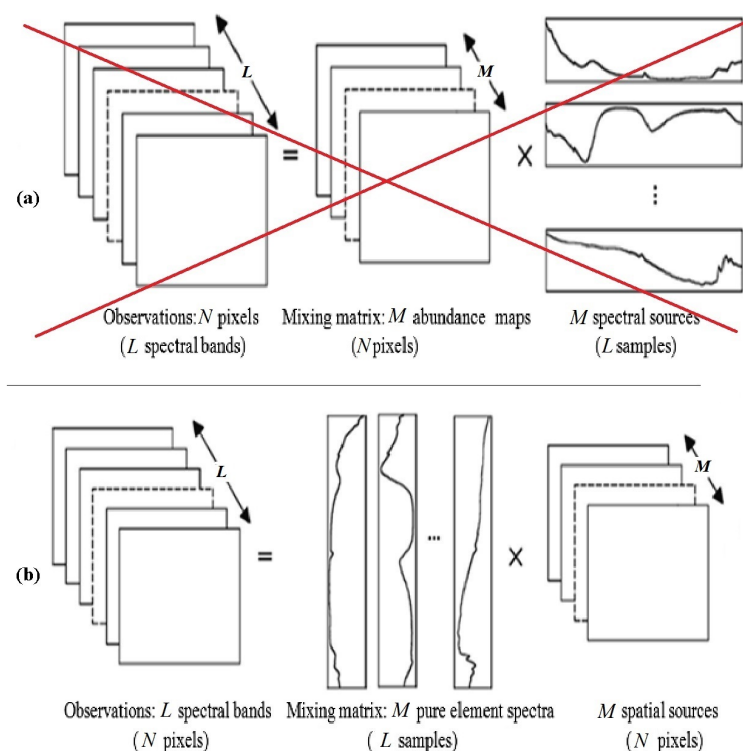 L
M
=
×
(a)
⋮
Observations: N pixels
(L spectral bands)
Mixing matrix: M abundance maps
(N pixels)
M spectral sources
(L samples)
L
M
...
=
×
(b)
Observations: L spectral bands
(N pixels)
Mixing matrix: M pure element spectra
(L samples)
M spatial sources
(N pixels)